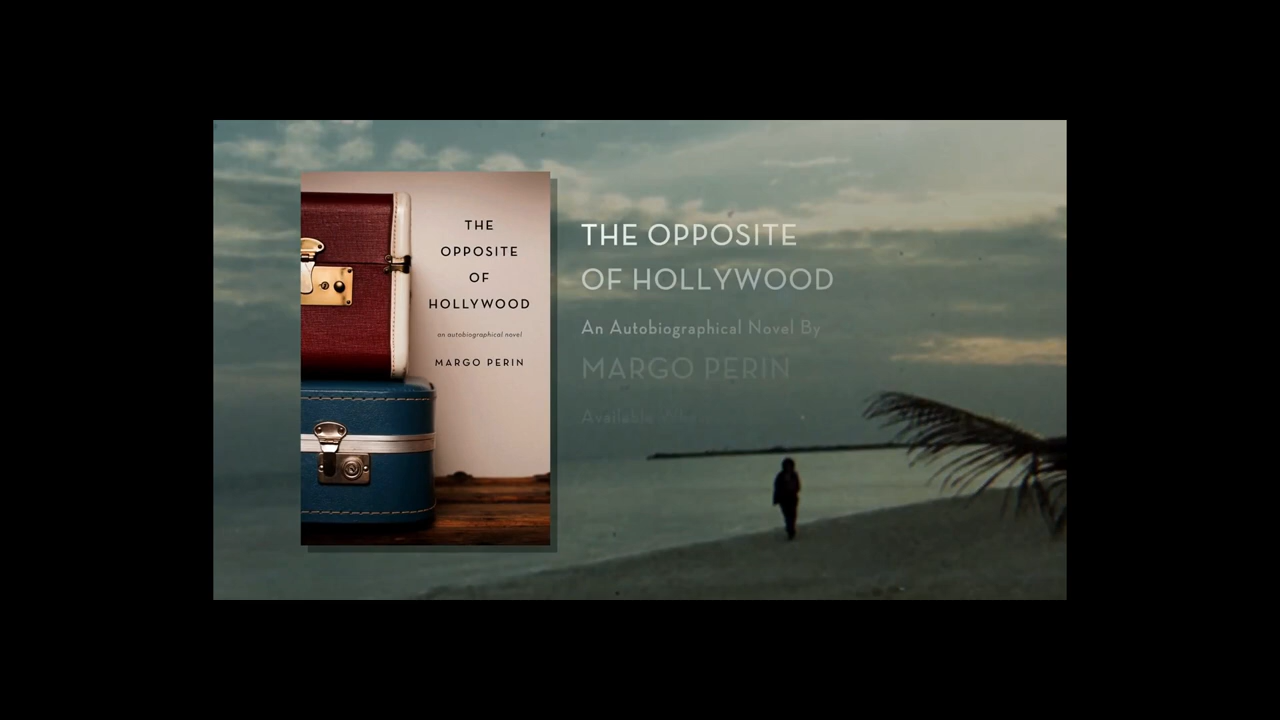 THE
OPPOSITE
OF
HOLLYWOOD
an autobiographical novel
MARGO PERIN
THE OPPOSITE
OF HOLLYWOOD
An Autobiographical Novel By
MARGO PERIN
Available